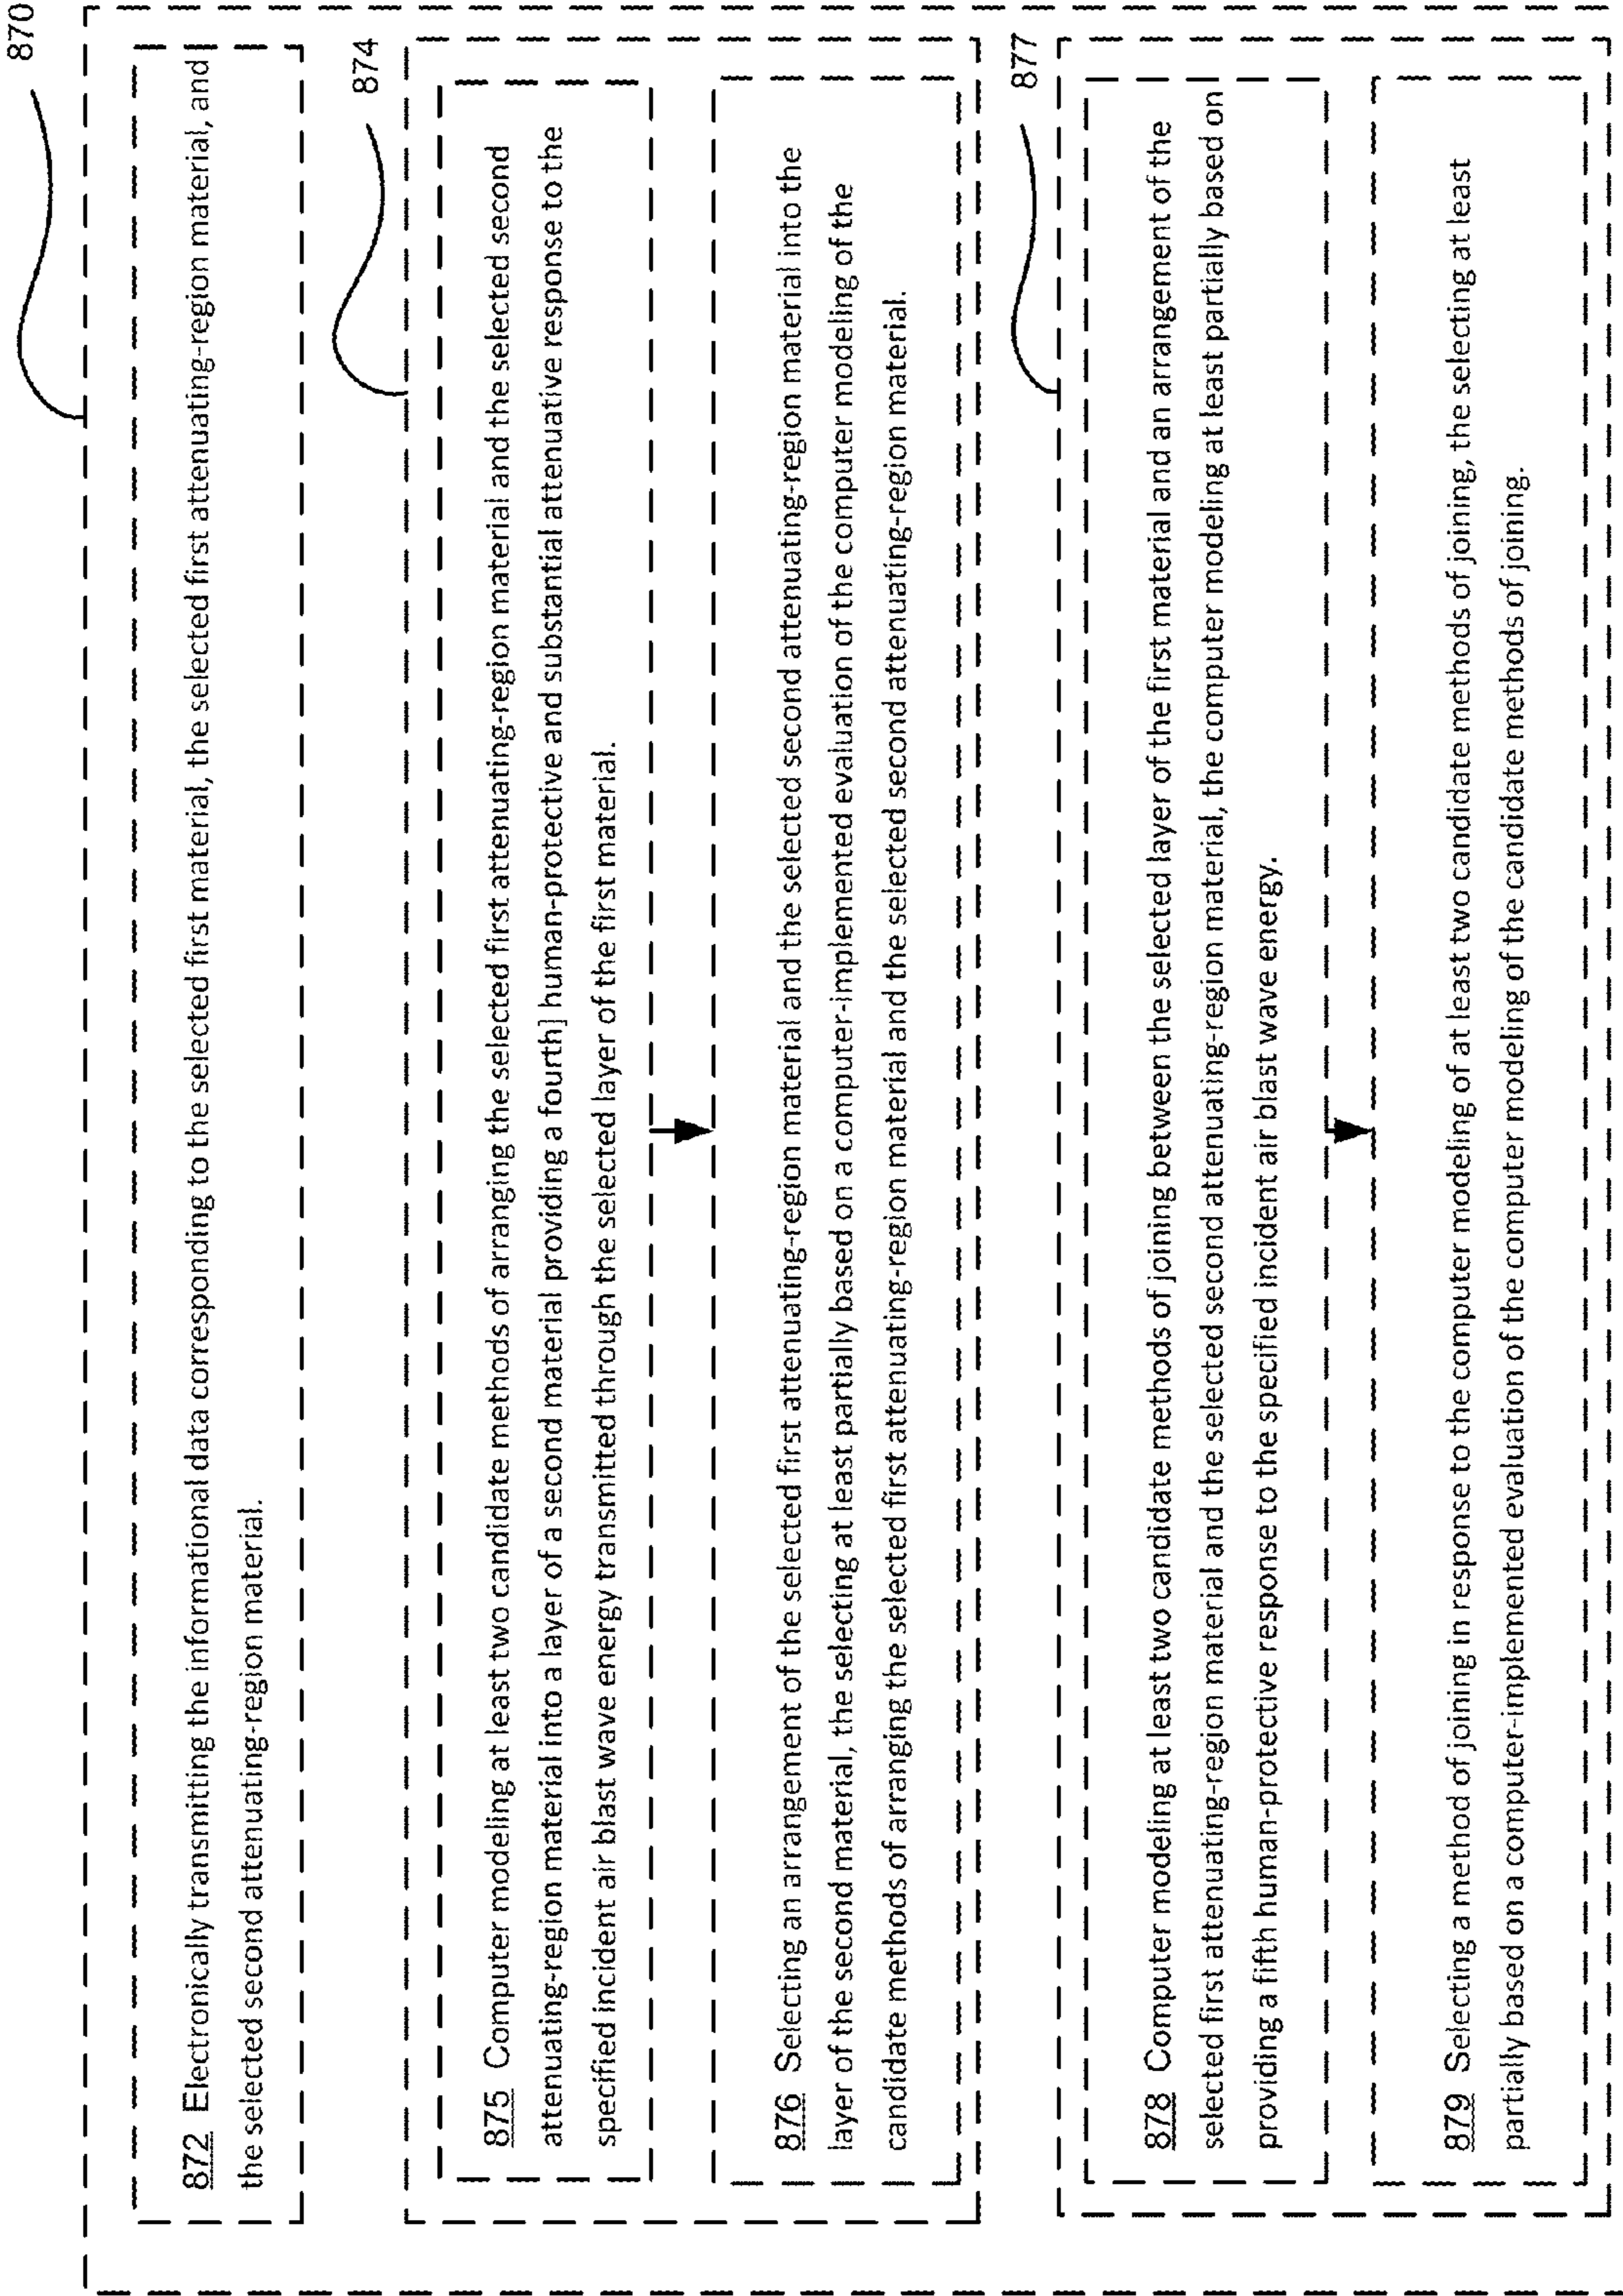 870
872 Electronically transmitting the informational data corresponding to the selected first material, the selected first attenuating-region material, and
the selected second attenuating-region material.
874
875 Computer modeling at least two candidate methods of arranging the selected first attenuating-region material and the selected second
attenuating-region material into a layer of a second material providing a fourth] human-protective and substantial attenuative response to the
specified incident air blast wave energy transmitted through the selected layer of the first material.
876 Selecting an arrangement of the selected first attenuating-region material and the selected second attenuating-region material into the
layer of the second material, the selecting at least partially based on a computer-implemented evaluation of the computer modeling of the
candidate methods of arranging the selected first attenuating-region material and the selected second attenuating-region material.
877
878 Computer modeling at least two candidate methods of joining between the selected layer of the first material and an arrangement of the
selected first attenuating-region material and the selected second attenuating-region material, the computer modeling at least partially based on
providing a fifth human-protective response to the specified incident air blast wave energy.
879 Selecting a method of joining in response to the computer modeling of at least two candidate methods of joining, the selecting at least
partially based on a computer-implemented evaluation of the computer modeling of the candidate methods of joining.